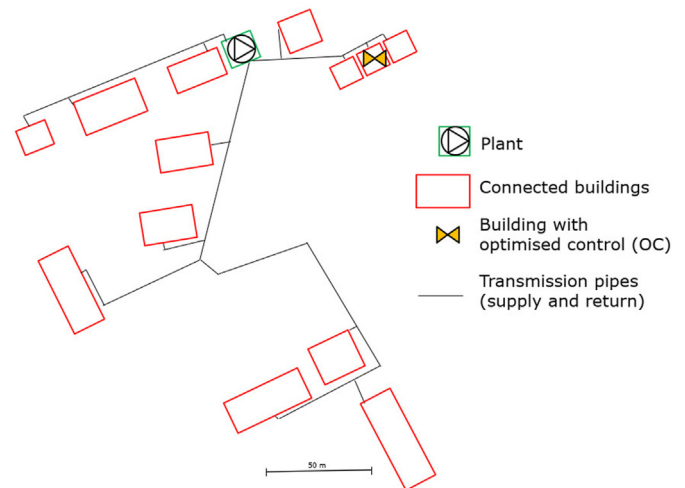 Plant
Connected buildings
Building with
optimised control (OC)
Transmission pipes
(supply and return)
50 m